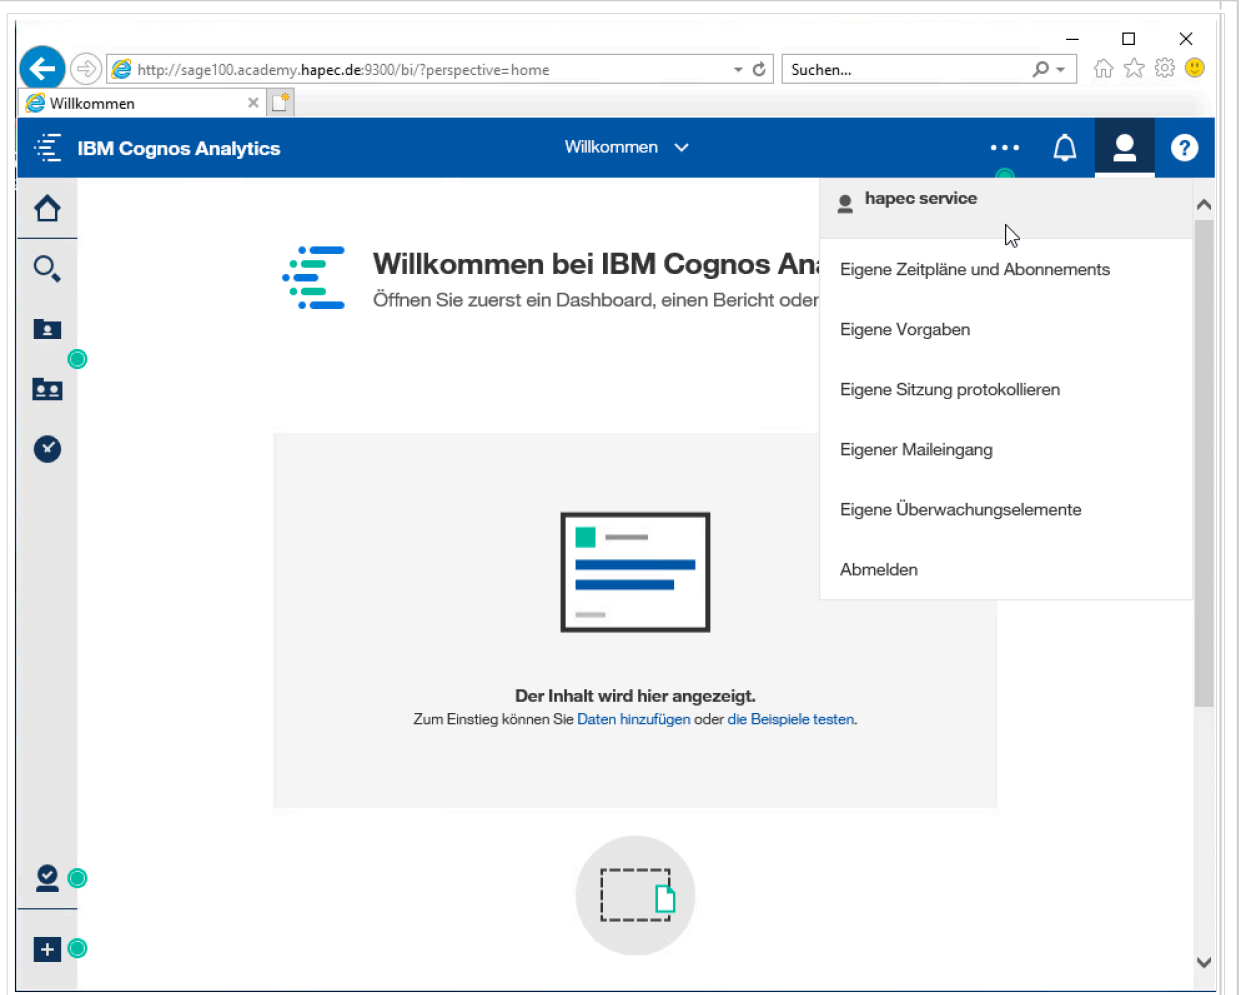 http://sage100.academy.hapec.de:9300/bi/?perspective=home
Suchen...
Willkommen
IBM Cognos Analytics
Willkommen
?
hapec service
Willkommen bei IBM Cognos Ana
Öffnen Sie zuerst ein Dashboard, einen Bericht oder
Eigene Zeitpläne und Abonnements
Eigene Vorgaben
Eigene Sitzung protokollieren
Eigener Maileingang
Eigene Überwachungselemente
Abmelden
Der Inhalt wird hier angezeigt.
Zum Einstieg können Sie Daten hinzufügen oder die Beispiele testen.